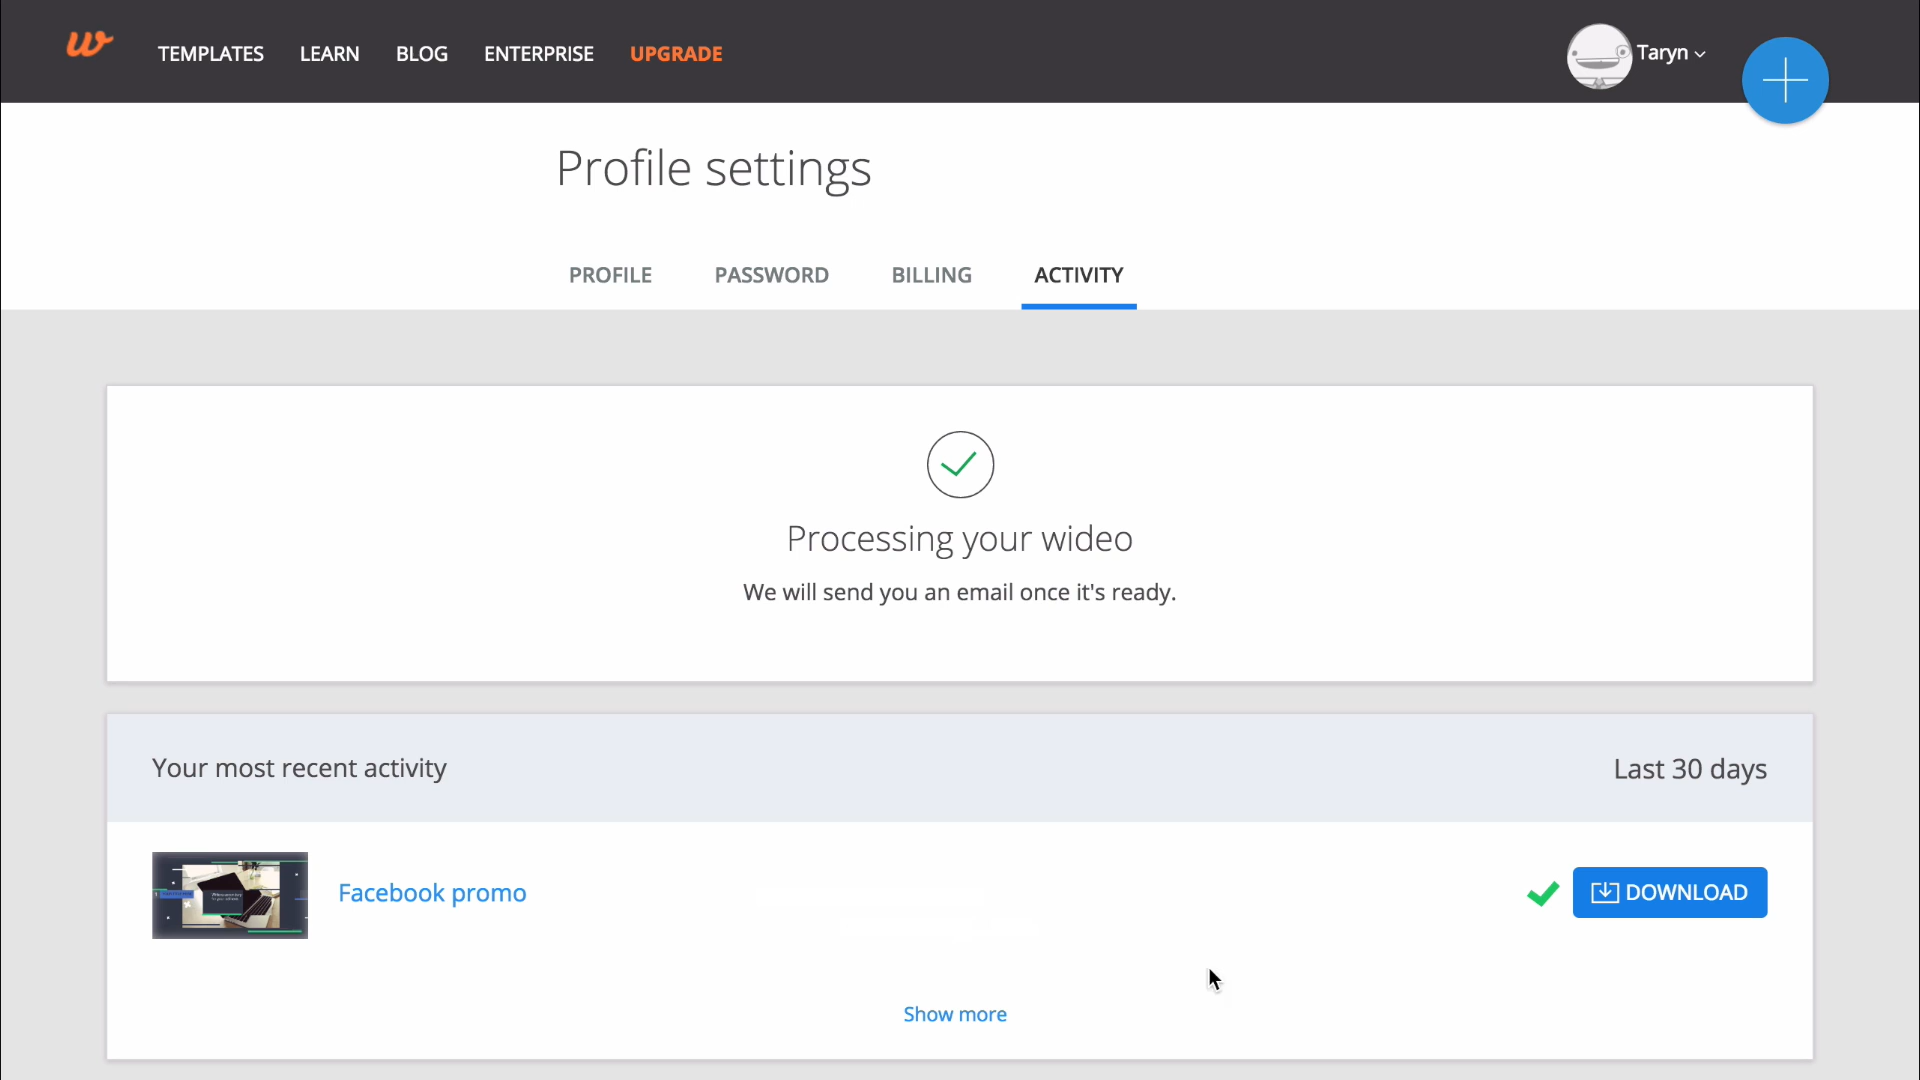 TEMPLATES LEARN BLOG ENTERPRISE UPGRADE Taryn
Profile settings
PROFILE PASSWORD BILLING ACTIVITY
Processing your wideo
We will send you an email once it's ready.
Your most recent activity Last 30 days
Facebook promo DOWNLOAD
Show more